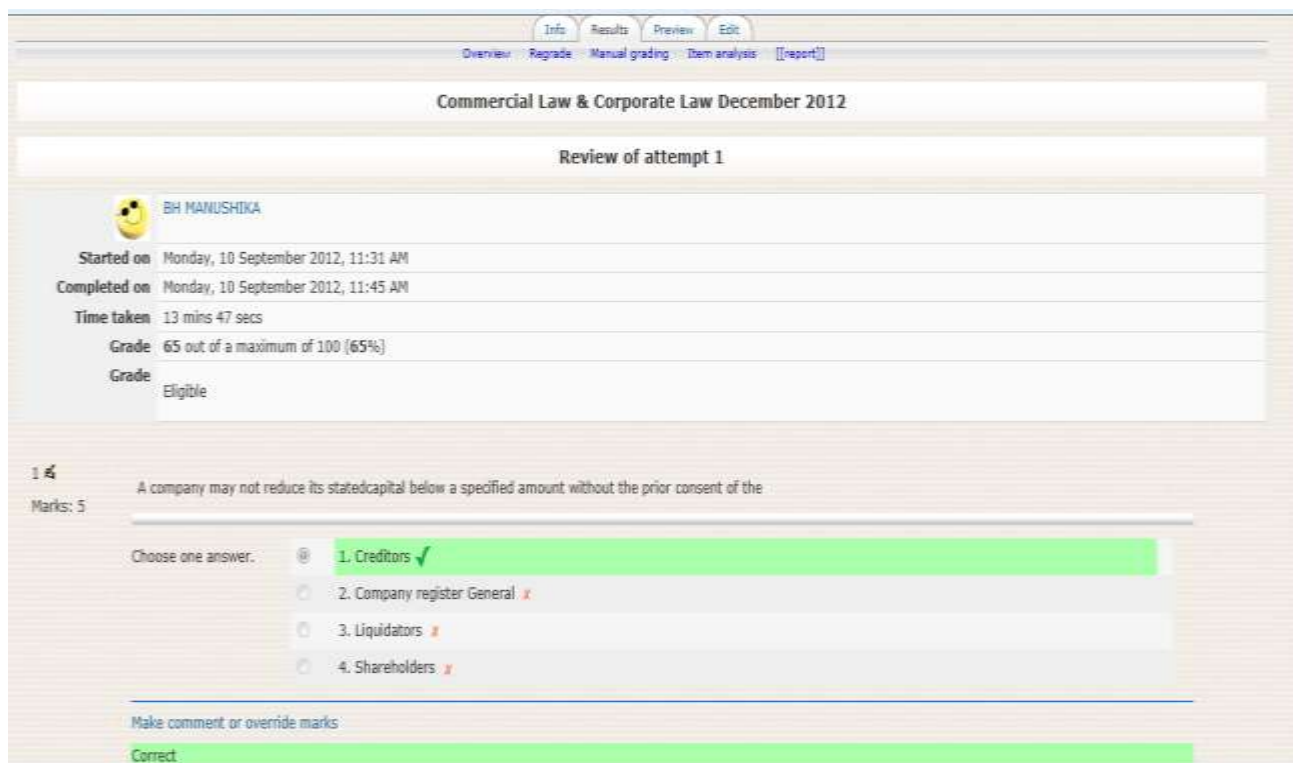 Info Results Preview Edit
Overview Regrade Manual grading Item analysis [[report]]
Commercial Law & Corporate Law December 2012
Review of attempt 1
BH MANUSHIKA
Started on Monday, 10 September 2012, 11:31 AM
Completed on Monday, 10 September 2012, 11:45 AM
Time taken 13 mins 47 secs
Grade 65 out of a maximum of 100 (65%)
Grade
Eligible
1
Marks: 5
A company may not reduce its statedcapital below a specified amount without the prior consent of the
Choose one answer. 1. Creditors ✓
2. Company register General x
3. Liquidators x
4. Shareholders x
Make comment or override marks
Correct